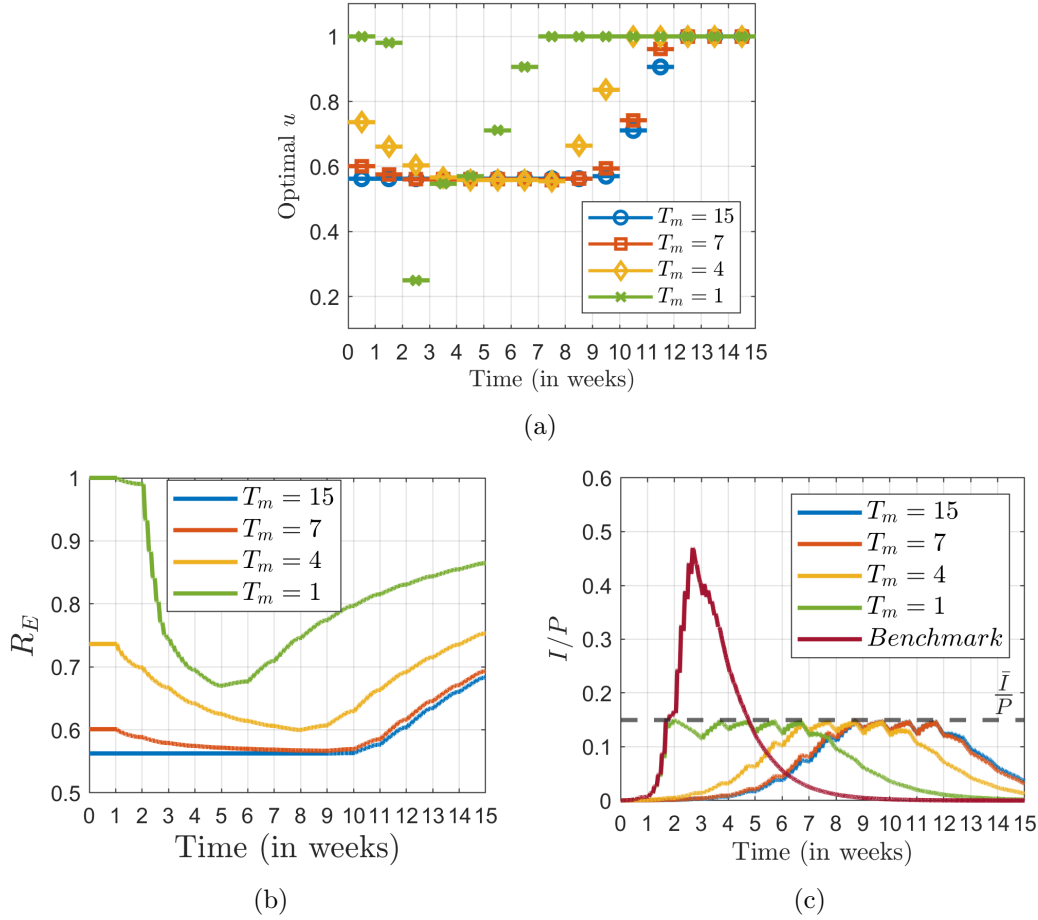 1
0.8
0.6
0.4
0.2
Optimal u
T_m = 15
T_m = 7
T_m = 4
T_m = 1
0 1 2 3 4 5 6 7 8 9 10 11 12 13 14 15
Time (in weeks)
(a)
1
0.9
0.8
0.7
0.6
0.5
R_E
T_m = 15
T_m = 7
T_m = 4
T_m = 1
0 1 2 3 4 5 6 7 8 9 10 11 12 13 14 15
Time (in weeks)
(b)
0.6
0.5
0.4
0.3
0.2
0.1
0
I/P
T_m = 15
T_m = 7
T_m = 4
T_m = 1
Benchmark
Ī/P
0 1 2 3 4 5 6 7 8 9 10 11 12 13 14 15
Time (in weeks)
(c)